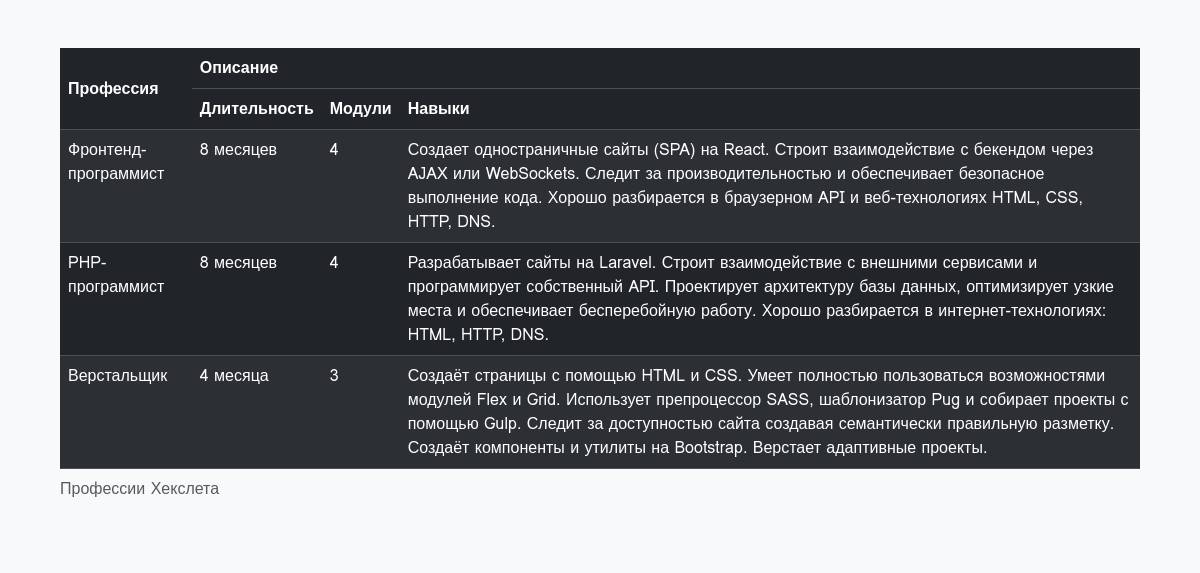 Профессия
Описание
Длительность Модули Навыки
Фронтенд-
программист
8 месяцев
4
Создает одностраничные сайты (SPA) на React. Строит взаимодействие с бекендом через
AJAX или WebSockets. Следит за производительностью и обеспечивает безопасное
выполнение кода. Хорошо разбирается в браузерном API и веб-технологиях HTML, CSS,
HTTP, DNS.
PHP-
программист
8 месяцев
4
Разрабатывает сайты на Laravel. Строит взаимодействие с внешними сервисами и
программирует собственный API. Проектирует архитектуру базы данных, оптимизирует узкие
места и обеспечивает бесперебойную работу. Хорошо разбирается в интернет-технологиях:
HTML, HTTP, DNS.
Верстальщик
4 месяца
3
Создаёт страницы с помощью HTML и CSS. Умеет полностью пользоваться возможностями
модулей Flex и Grid. Использует препроцессор SASS, шаблонизатор Pug и собирает проекты с
помощью Gulp. Следит за доступностью сайта создавая семантически правильную разметку.
Создаёт компоненты и утилиты на Bootstrap. Верстает адаптивные проекты.
Профессии Хекслета